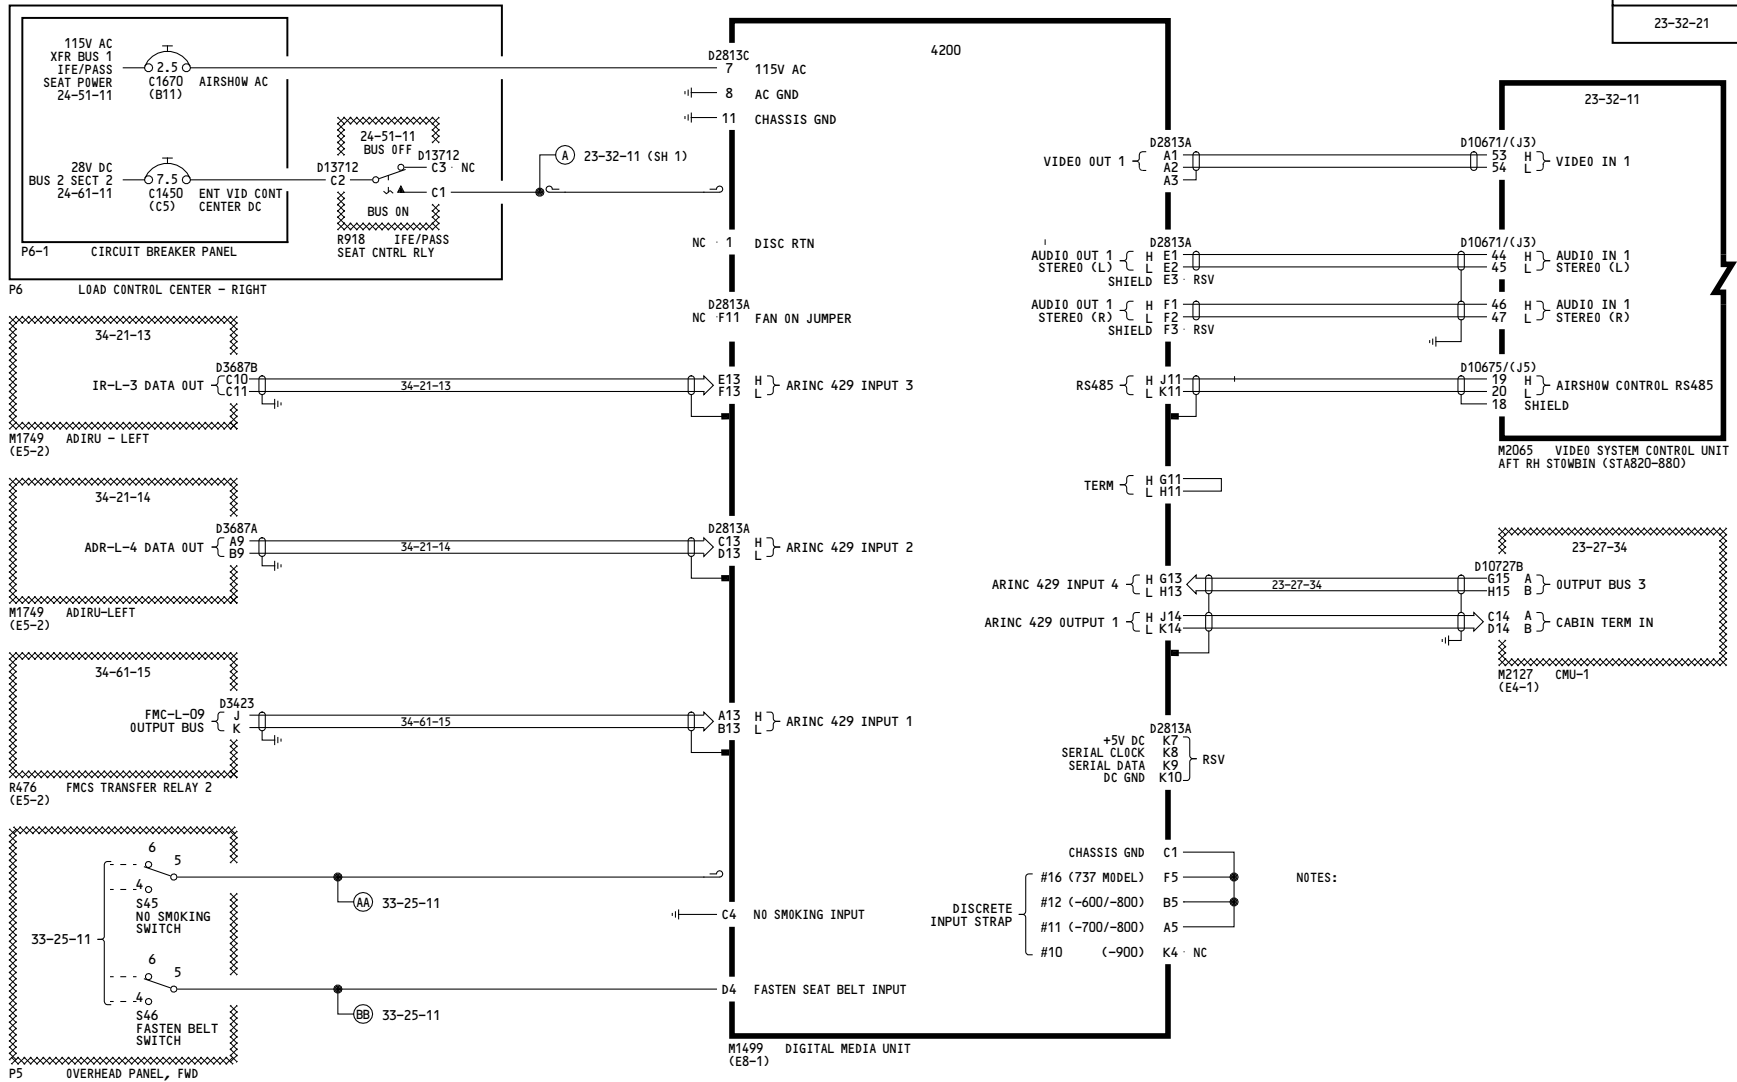 23-32-21
115V AC
XFR BUS 1
IFE/PASS
SEAT POWER
24-51-11
2.5
C1670
(B11)
AIRSHOW AC
28V DC
BUS 2 SECT 2
24-61-11
7.5
C1450
(C5)
ENT VID CONT
CENTER DC
P6-1 CIRCUIT BREAKER PANEL
24-51-11
BUS OFF
D13712
C2
D13712
C3 NC
C1
BUS ON
R918 IFE/PASS
SEAT CNTRL RLY
P6 LOAD CONTROL CENTER - RIGHT
A 23-32-11 (SH 1)
34-21-13
D3687B
IR-L-3 DATA OUT
C10
C11
34-21-13
M1749 ADIRU - LEFT
(E5-2)
34-21-14
D3687A
ADR-L-4 DATA OUT
A9
B9
34-21-14
M1749 ADIRU-LEFT
(E5-2)
34-61-15
D3423
FMC-L-09
OUTPUT BUS
J
K
34-61-15
R476 FMCS TRANSFER RELAY 2
(E5-2)
33-25-11
6
5
4
S45
NO SMOKING
SWITCH
AA 33-25-11
6
5
4
S46
FASTEN BELT
SWITCH
BB 33-25-11
P5 OVERHEAD PANEL, FWD
4200
D2813C
7 115V AC
8 AC GND
11 CHASSIS GND
NC 1 DISC RTN
D2813A
NC F11 FAN ON JUMPER
E13 H
F13 L
ARINC 429 INPUT 3
D2813A
C13 H
D13 L
ARINC 429 INPUT 2
A13 H
B13 L
ARINC 429 INPUT 1
C4 NO SMOKING INPUT
D4 FASTEN SEAT BELT INPUT
M1499 DIGITAL MEDIA UNIT
(E8-1)
D2813A
VIDEO OUT 1
A1
A2
A3
D2813A
AUDIO OUT 1
STEREO (L)
H E1
L E2
SHIELD E3 RSV
AUDIO OUT 1
STEREO (R)
H F1
L F2
SHIELD F3 RSV
RS485
H J11
L K11
TERM
H G11
L H11
ARINC 429 INPUT 4
H G13
L H13
ARINC 429 OUTPUT 1
H J14
L K14
23-27-34
D2813A
+5V DC K7
SERIAL CLOCK K8
SERIAL DATA K9
DC GND K10
RSV
CHASSIS GND C1
DISCRETE
INPUT STRAP
#16 (737 MODEL) F5
#12 (-600/-800) B5
#11 (-700/-800) A5
#10 (-900) K4 NC
NOTES:
23-32-11
D10671/(J3)
53 H
54 L
VIDEO IN 1
D10671/(J3)
44 H
45 L
AUDIO IN 1
STEREO (L)
46 H
47 L
AUDIO IN 1
STEREO (R)
D10675/(J5)
19 H
20 L
AIRSHOW CONTROL RS485
18 SHIELD
M2065 VIDEO SYSTEM CONTROL UNIT
AFT RH STOWBIN (STA820-880)
23-27-34
D10727B
G15 A
H15 B
OUTPUT BUS 3
C14 A
D14 B
CABIN TERM IN
M2127 CMU-1
(E4-1)